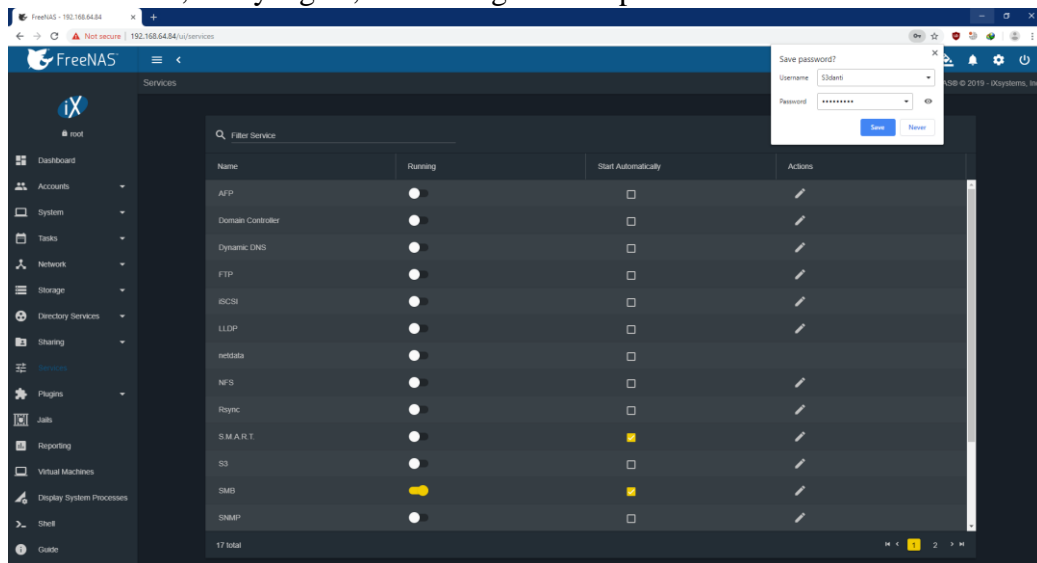 FreeNAS - 192.168.64.84
Not secure | 192.168.64.84/ui/services
FreeNAS
Services
Save password?
Username S3danti
Password •••••••••
Save Never
© 2019 - iXsystems, Inc
iX
root
Filter Service
Name Running Start Automatically Actions
Dashboard
Accounts
System
Tasks
Network
Storage
Directory Services
Sharing
Services
Plugins
Jails
Reporting
Virtual Machines
Display System Processes
Shell
Guide
AFP
Domain Controller
Dynamic DNS
FTP
iSCSI
LLDP
netdata
NFS
Rsync
S.M.A.R.T.
S3
SMB
SNMP
17 total
1 2